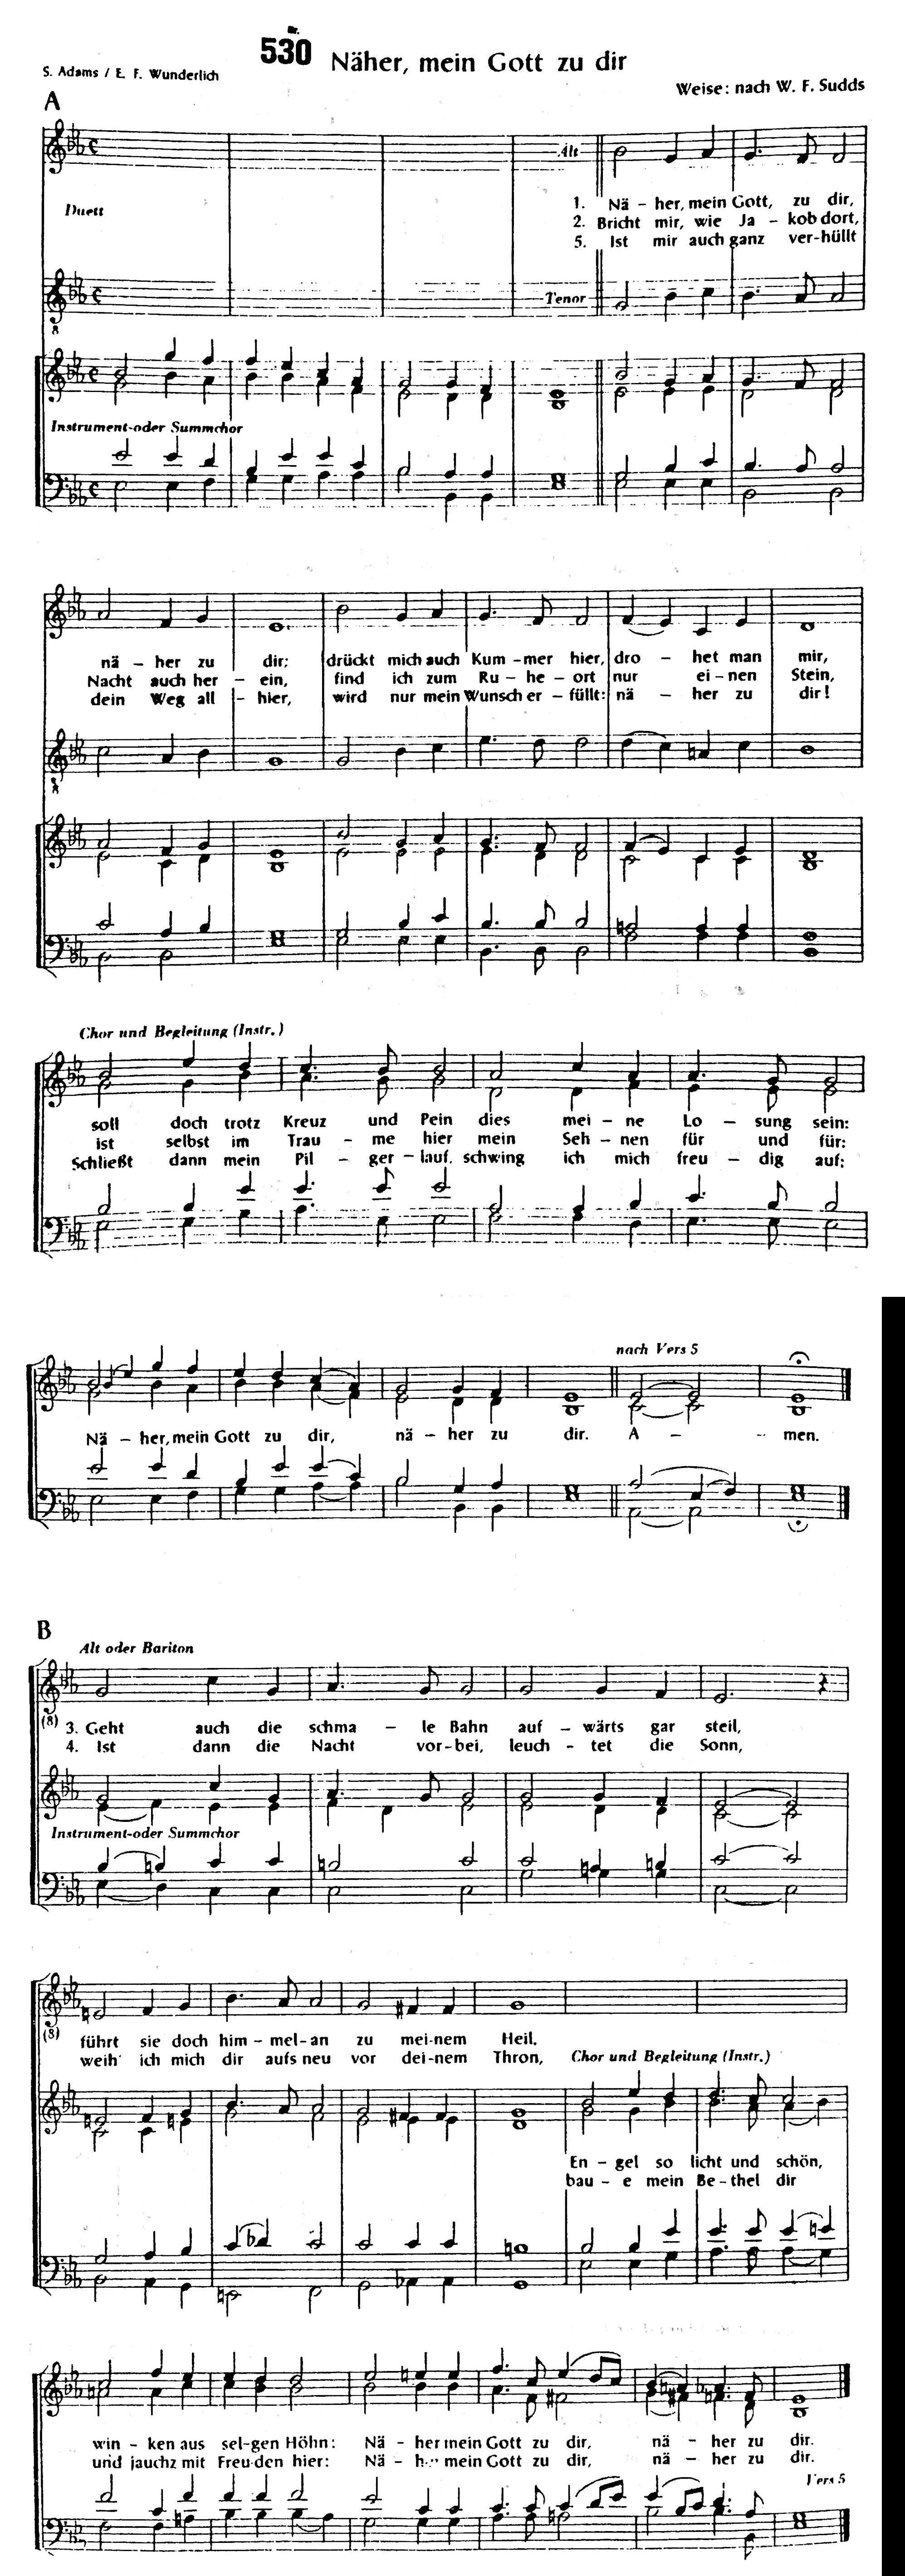 Nr.
530 Näher, mein Gott zu dir
S. Adams / E. F. Wunderlich
Weise: nach W. F. Sudds
A
Alt
Duett
1. Nä – her, mein Gott, zu dir,
2. Bricht mir, wie Ja – kob dort,
5. Ist mir auch ganz ver-hüllt
Tenor
8
Instrument-oder Summchor
nä – her zu dir; drückt mich auch Kum – mer hier, dro – het man mir,
Nacht auch her – ein, find ich zum Ru – he – ort nur ei – nen Stein,
dein Weg all – hier, wird nur mein Wunsch er – füllt: nä – her zu dir!
8
Chor und Begleitung (Instr.)
soll doch trotz Kreuz und Pein dies mei – ne Lo – sung sein:
ist selbst im Trau – me hier mein Seh – nen für und für:
Schließt dann mein Pil – ger – lauf, schwing ich mich freu – dig auf;
nach Vers 5
Nä – her, mein Gott zu dir, nä – her zu dir. A – – men.
B
Alt oder Bariton
(8)
3. Geht auch die schma – le Bahn auf – wärts gar steil,
4. Ist dann die Nacht vor – bei, leuch – tet die Sonn,
Instrument-oder Summchor
(8)
führt sie doch him – mel – an zu mei-nem Heil.
weih' ich mich dir aufs neu vor dei-nem Thron,
Chor und Begleitung (Instr.)
En – gel so licht und schön,
bau – e mein Be – thel dir
win – ken aus sel-gen Höhn: Nä – her mein Gott zu dir, nä – her zu dir.
und jauchz mit Freu-den hier: Nä – her mein Gott zu dir, nä – her zu dir.
Vers 5